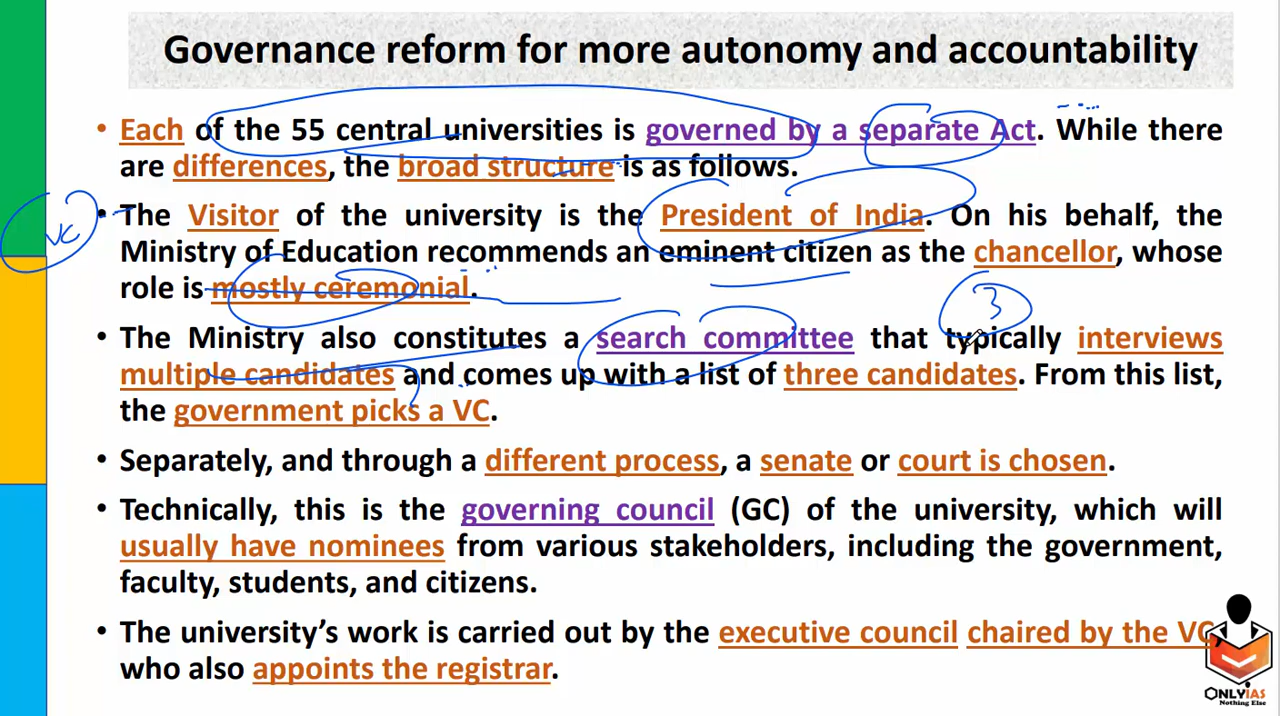 Governance reform for more autonomy and accountability
• Each of the 55 central universities is governed by a separate Act. While there
are differences, the broad structure is as follows.
• The Visitor of the university is the President of India. On his behalf, the
VC
Ministry of Education recommends an eminent citizen as the chancellor, whose
role is mostly ceremonial.
3
• The Ministry also constitutes a search committee that typically interviews
multiple candidates and comes up with a list of three candidates. From this list,
the government picks a VC.
• Separately, and through a different process, a senate or court is chosen.
• Technically, this is the governing council (GC) of the university, which will
usually have nominees from various stakeholders, including the government,
faculty, students, and citizens.
• The university's work is carried out by the executive council chaired by the VC,
who also appoints the registrar.
ONLYIAS
Nothing Else